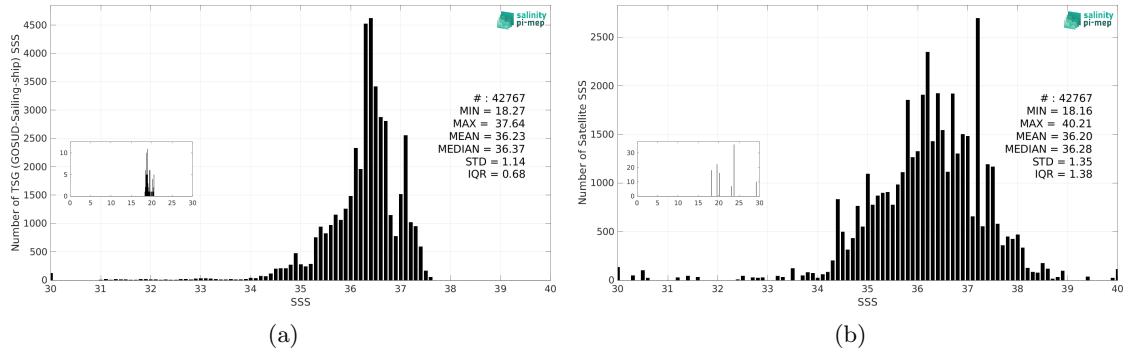 salinity
pi-mep
Number of TSG (GOSUD-Sailing-ship) SSS
4500
4000
3500
3000
2500
2000
1500
1000
500
0
# : 42767
MIN = 18.27
MAX = 37.64
MEAN = 36.23
MEDIAN = 36.37
STD = 1.14
IQR = 0.68
10
5
0
0 5 10 15 20 25 30
30 31 32 33 34 35 36 37 38 39 40
SSS
(a)
salinity
pi-mep
Number of Satellite SSS
2500
2000
1500
1000
500
0
# : 42767
MIN = 18.16
MAX = 40.21
MEAN = 36.20
MEDIAN = 36.28
STD = 1.35
IQR = 1.38
30
20
10
0
0 5 10 15 20 25 30
30 31 32 33 34 35 36 37 38 39 40
SSS
(b)